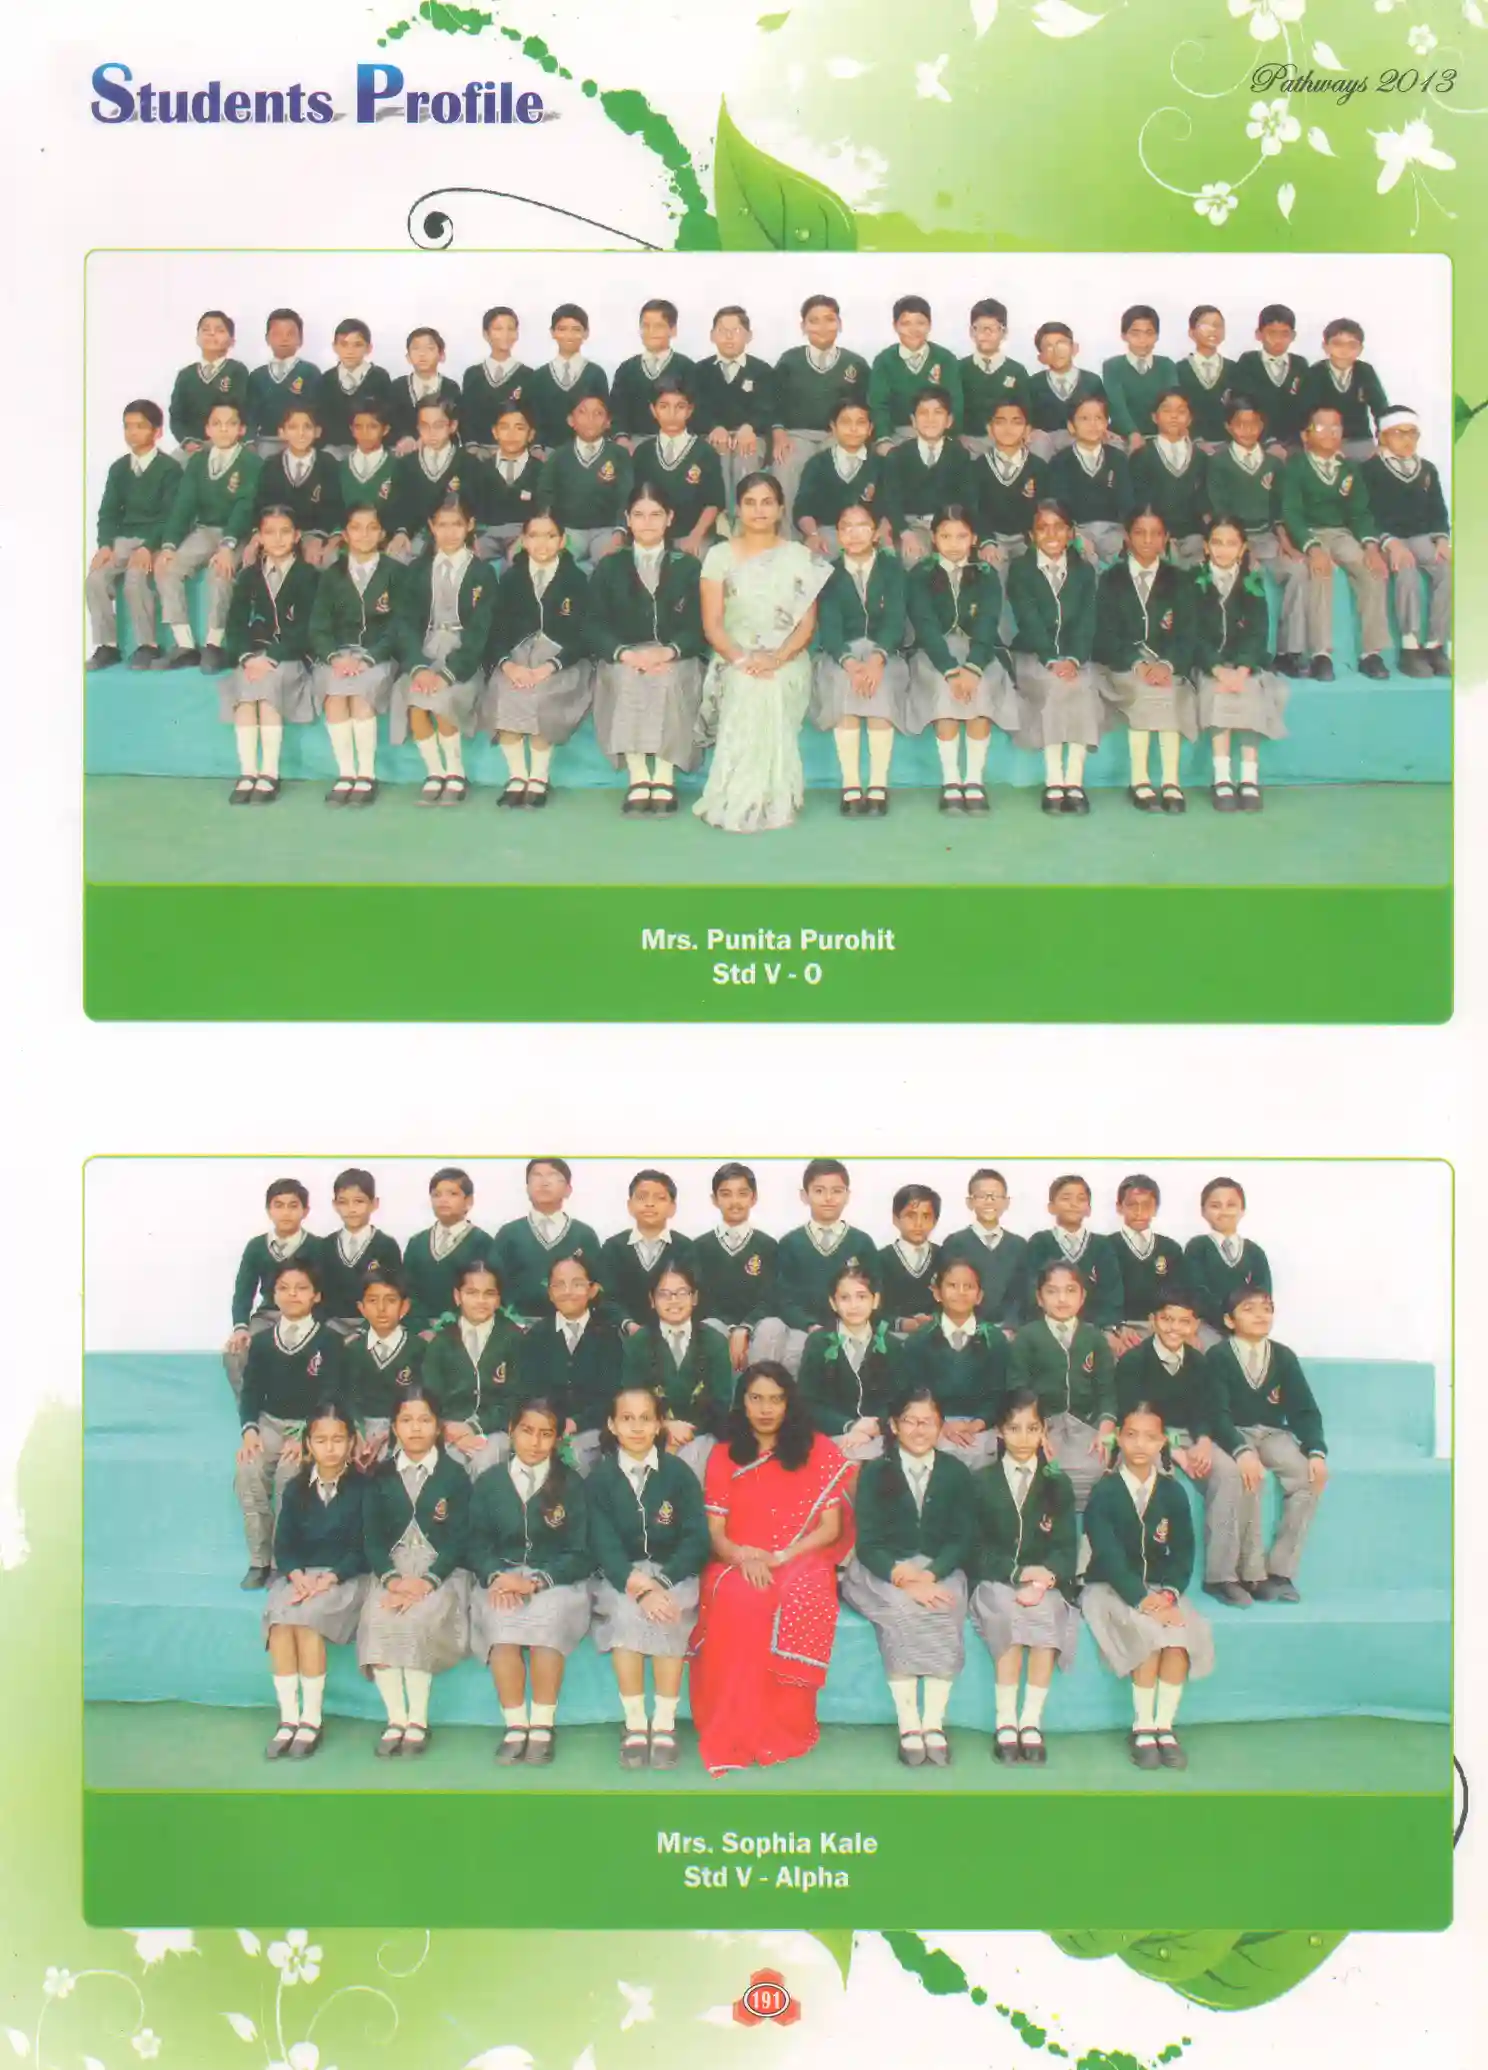 Students Profile
Pathways 2013
Mrs. Punita Purohit
Std V - O
Mrs. Sophia Kale
Std V - Alpha
191